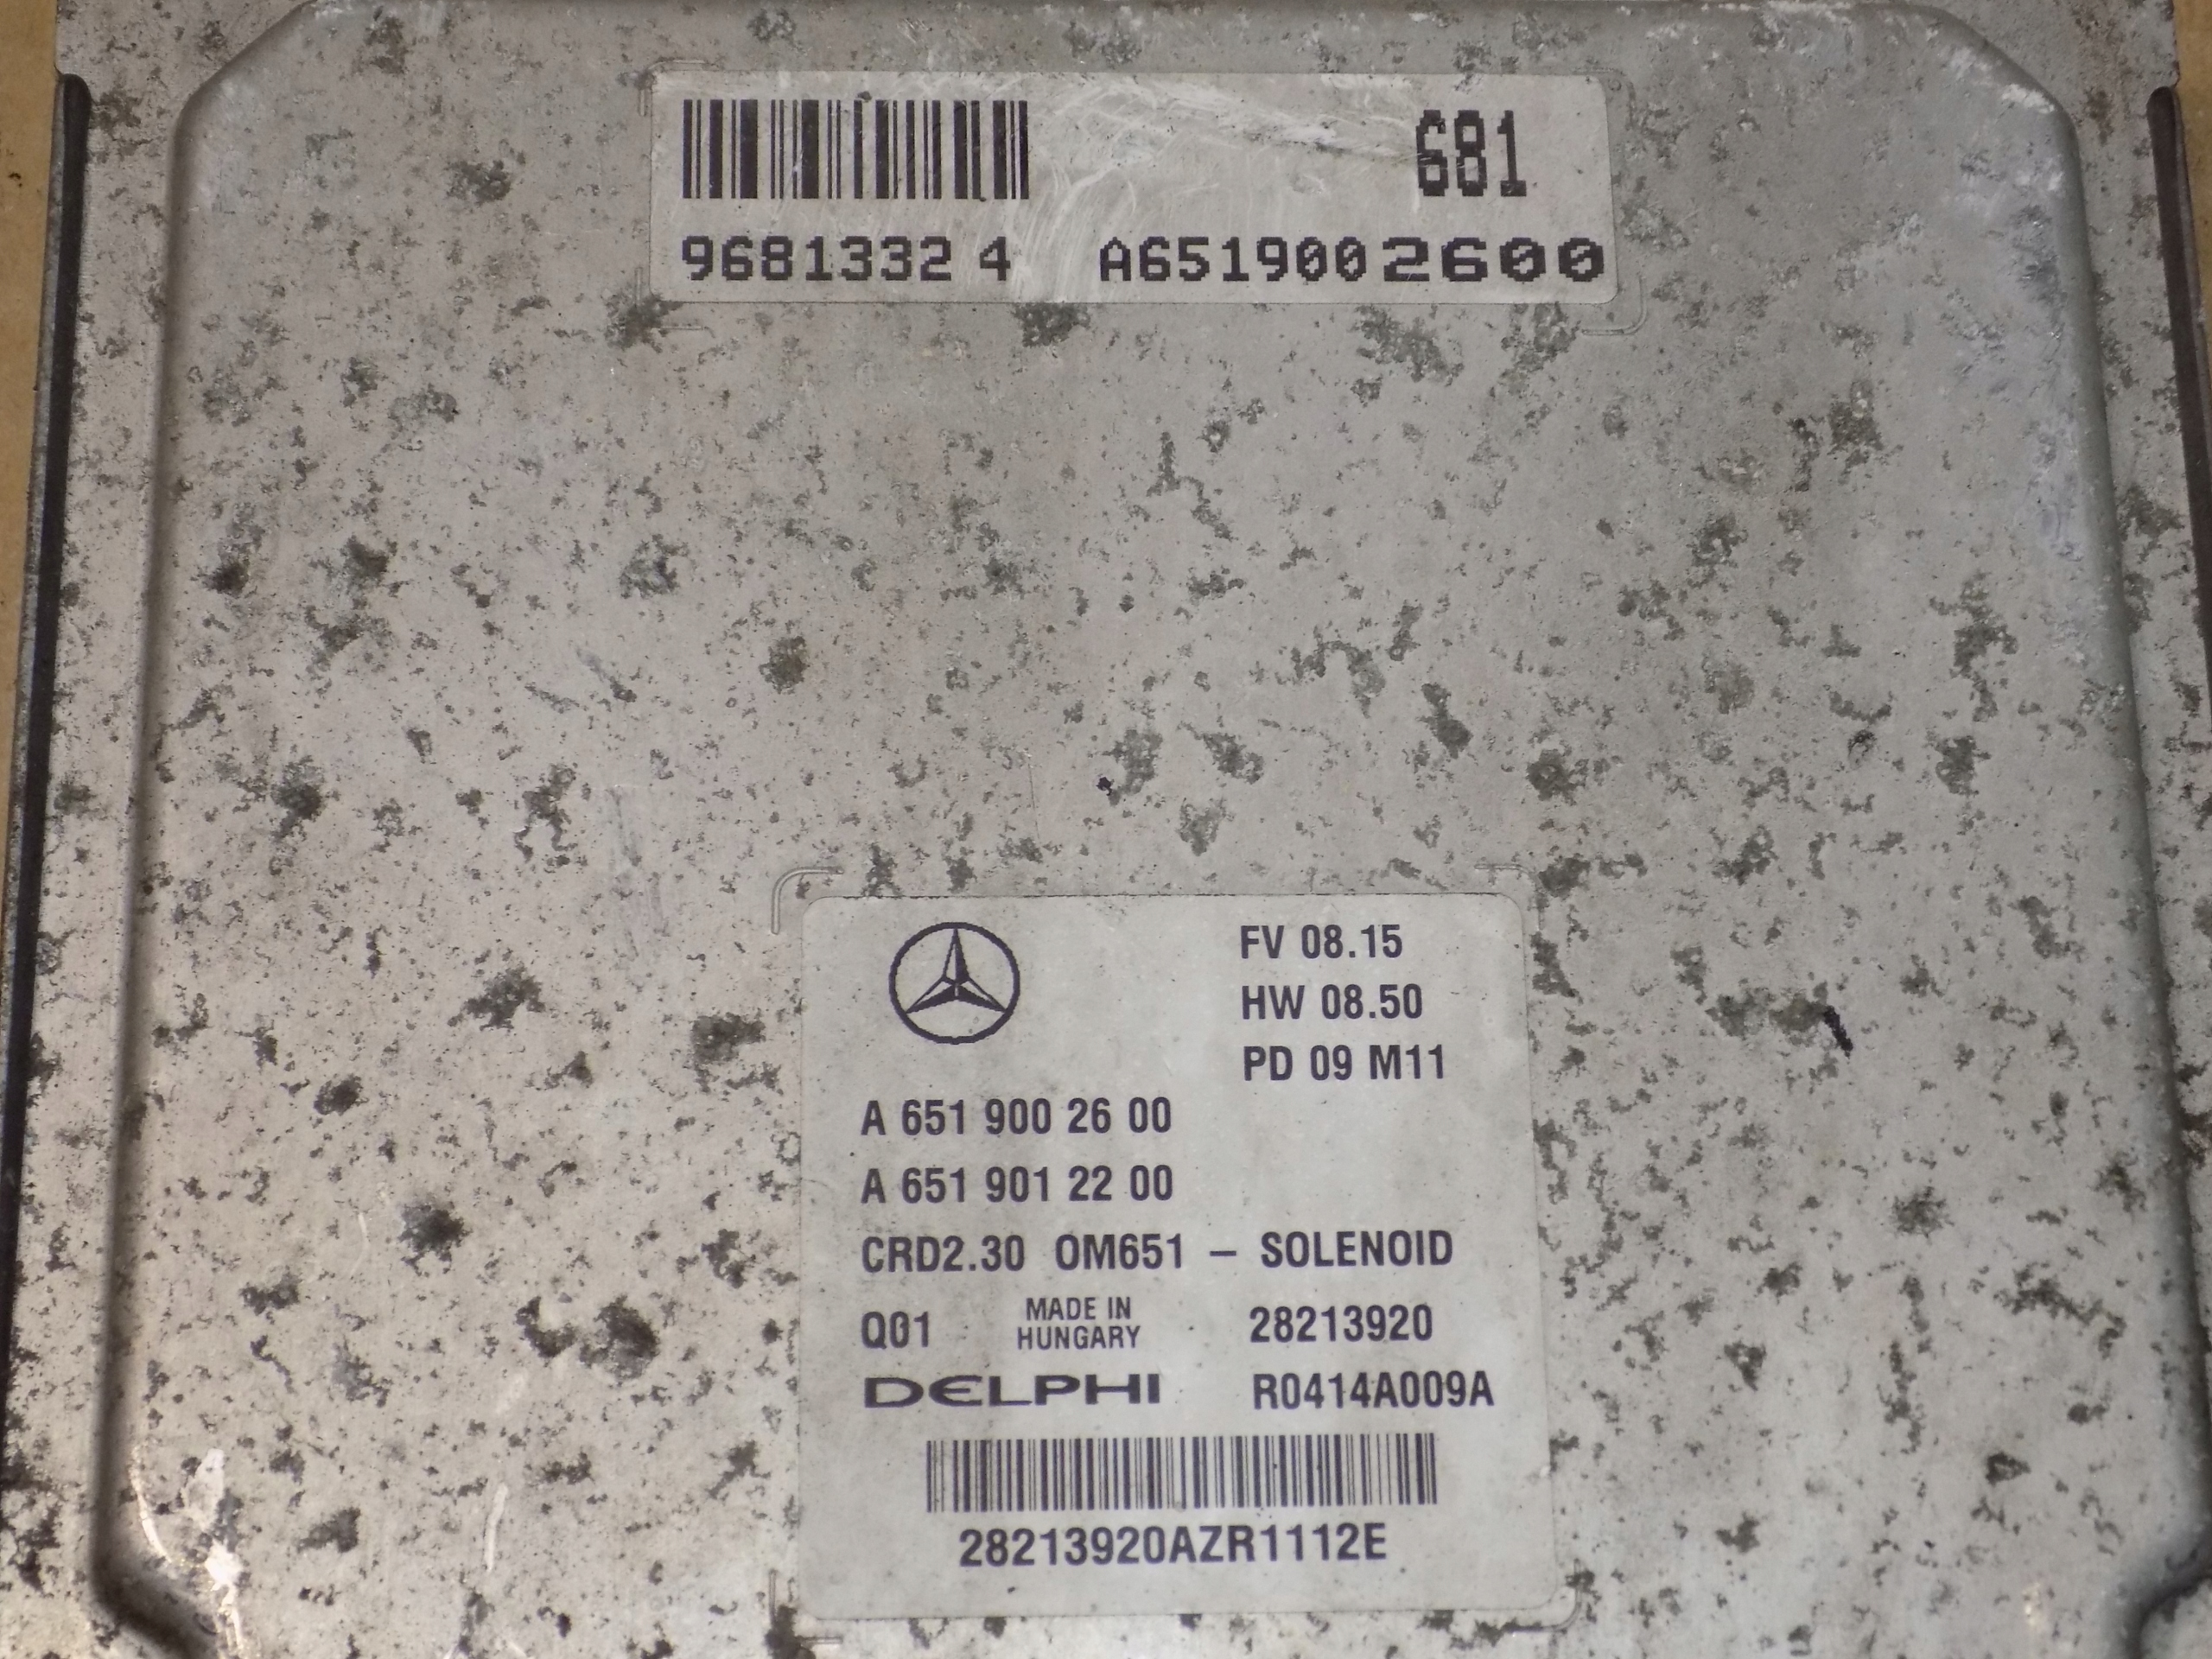 681
9681332 4 A6519002600
FV 08.15
HW 08.50
PD 09 M11
A 651 900 26 00
A 651 901 22 00
CRD2.30 OM651 – SOLENOID
Q01 MADE IN HUNGARY 28213920
DELPHI R0414A009A
28213920AZR1112E